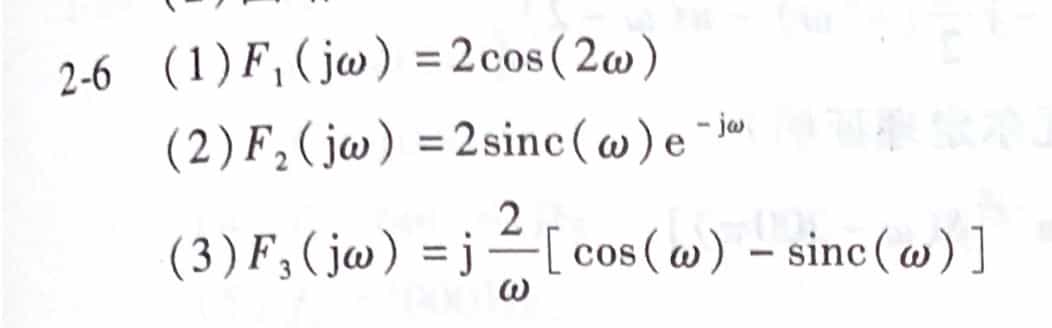 2-6 (1) F₁(jω) = 2cos(2ω)
(2) F₂(jω) = 2sinc(ω)e^{-jω}
(3) F₃(jω) = j 2/ω [cos(ω) - sinc(ω)]